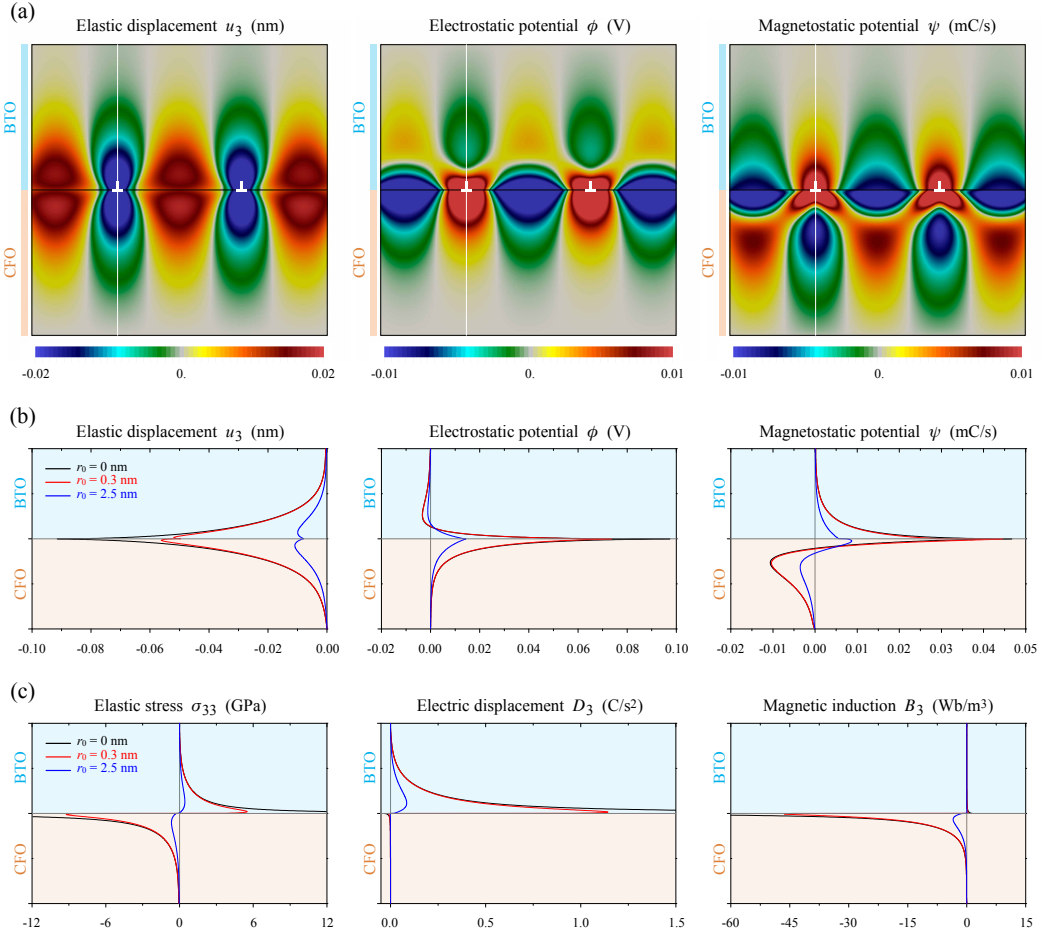 (a)
Elastic displacement u₃ (nm)
Electrostatic potential ϕ (V)
Magnetostatic potential ψ (mC/s)
BTO
CFO
BTO
CFO
BTO
CFO
-0.02 0. 0.02
-0.01 0. 0.01
-0.01 0. 0.01
(b)
Elastic displacement u₃ (nm)
Electrostatic potential ϕ (V)
Magnetostatic potential ψ (mC/s)
r₀ = 0 nm
r₀ = 0.3 nm
r₀ = 2.5 nm
BTO
CFO
BTO
CFO
BTO
CFO
-0.10 -0.08 -0.06 -0.04 -0.02 0.00
-0.02 0.00 0.02 0.04 0.06 0.08 0.10
-0.02 -0.01 0.00 0.01 0.02 0.03 0.04 0.05
(c)
Elastic stress σ₃₃ (GPa)
Electric displacement D₃ (C/s²)
Magnetic induction B₃ (Wb/m³)
r₀ = 0 nm
r₀ = 0.3 nm
r₀ = 2.5 nm
BTO
CFO
BTO
CFO
BTO
CFO
-12 -6 0 6 12
0.0 0.5 1.0 1.5
-60 -45 -30 -15 0 15